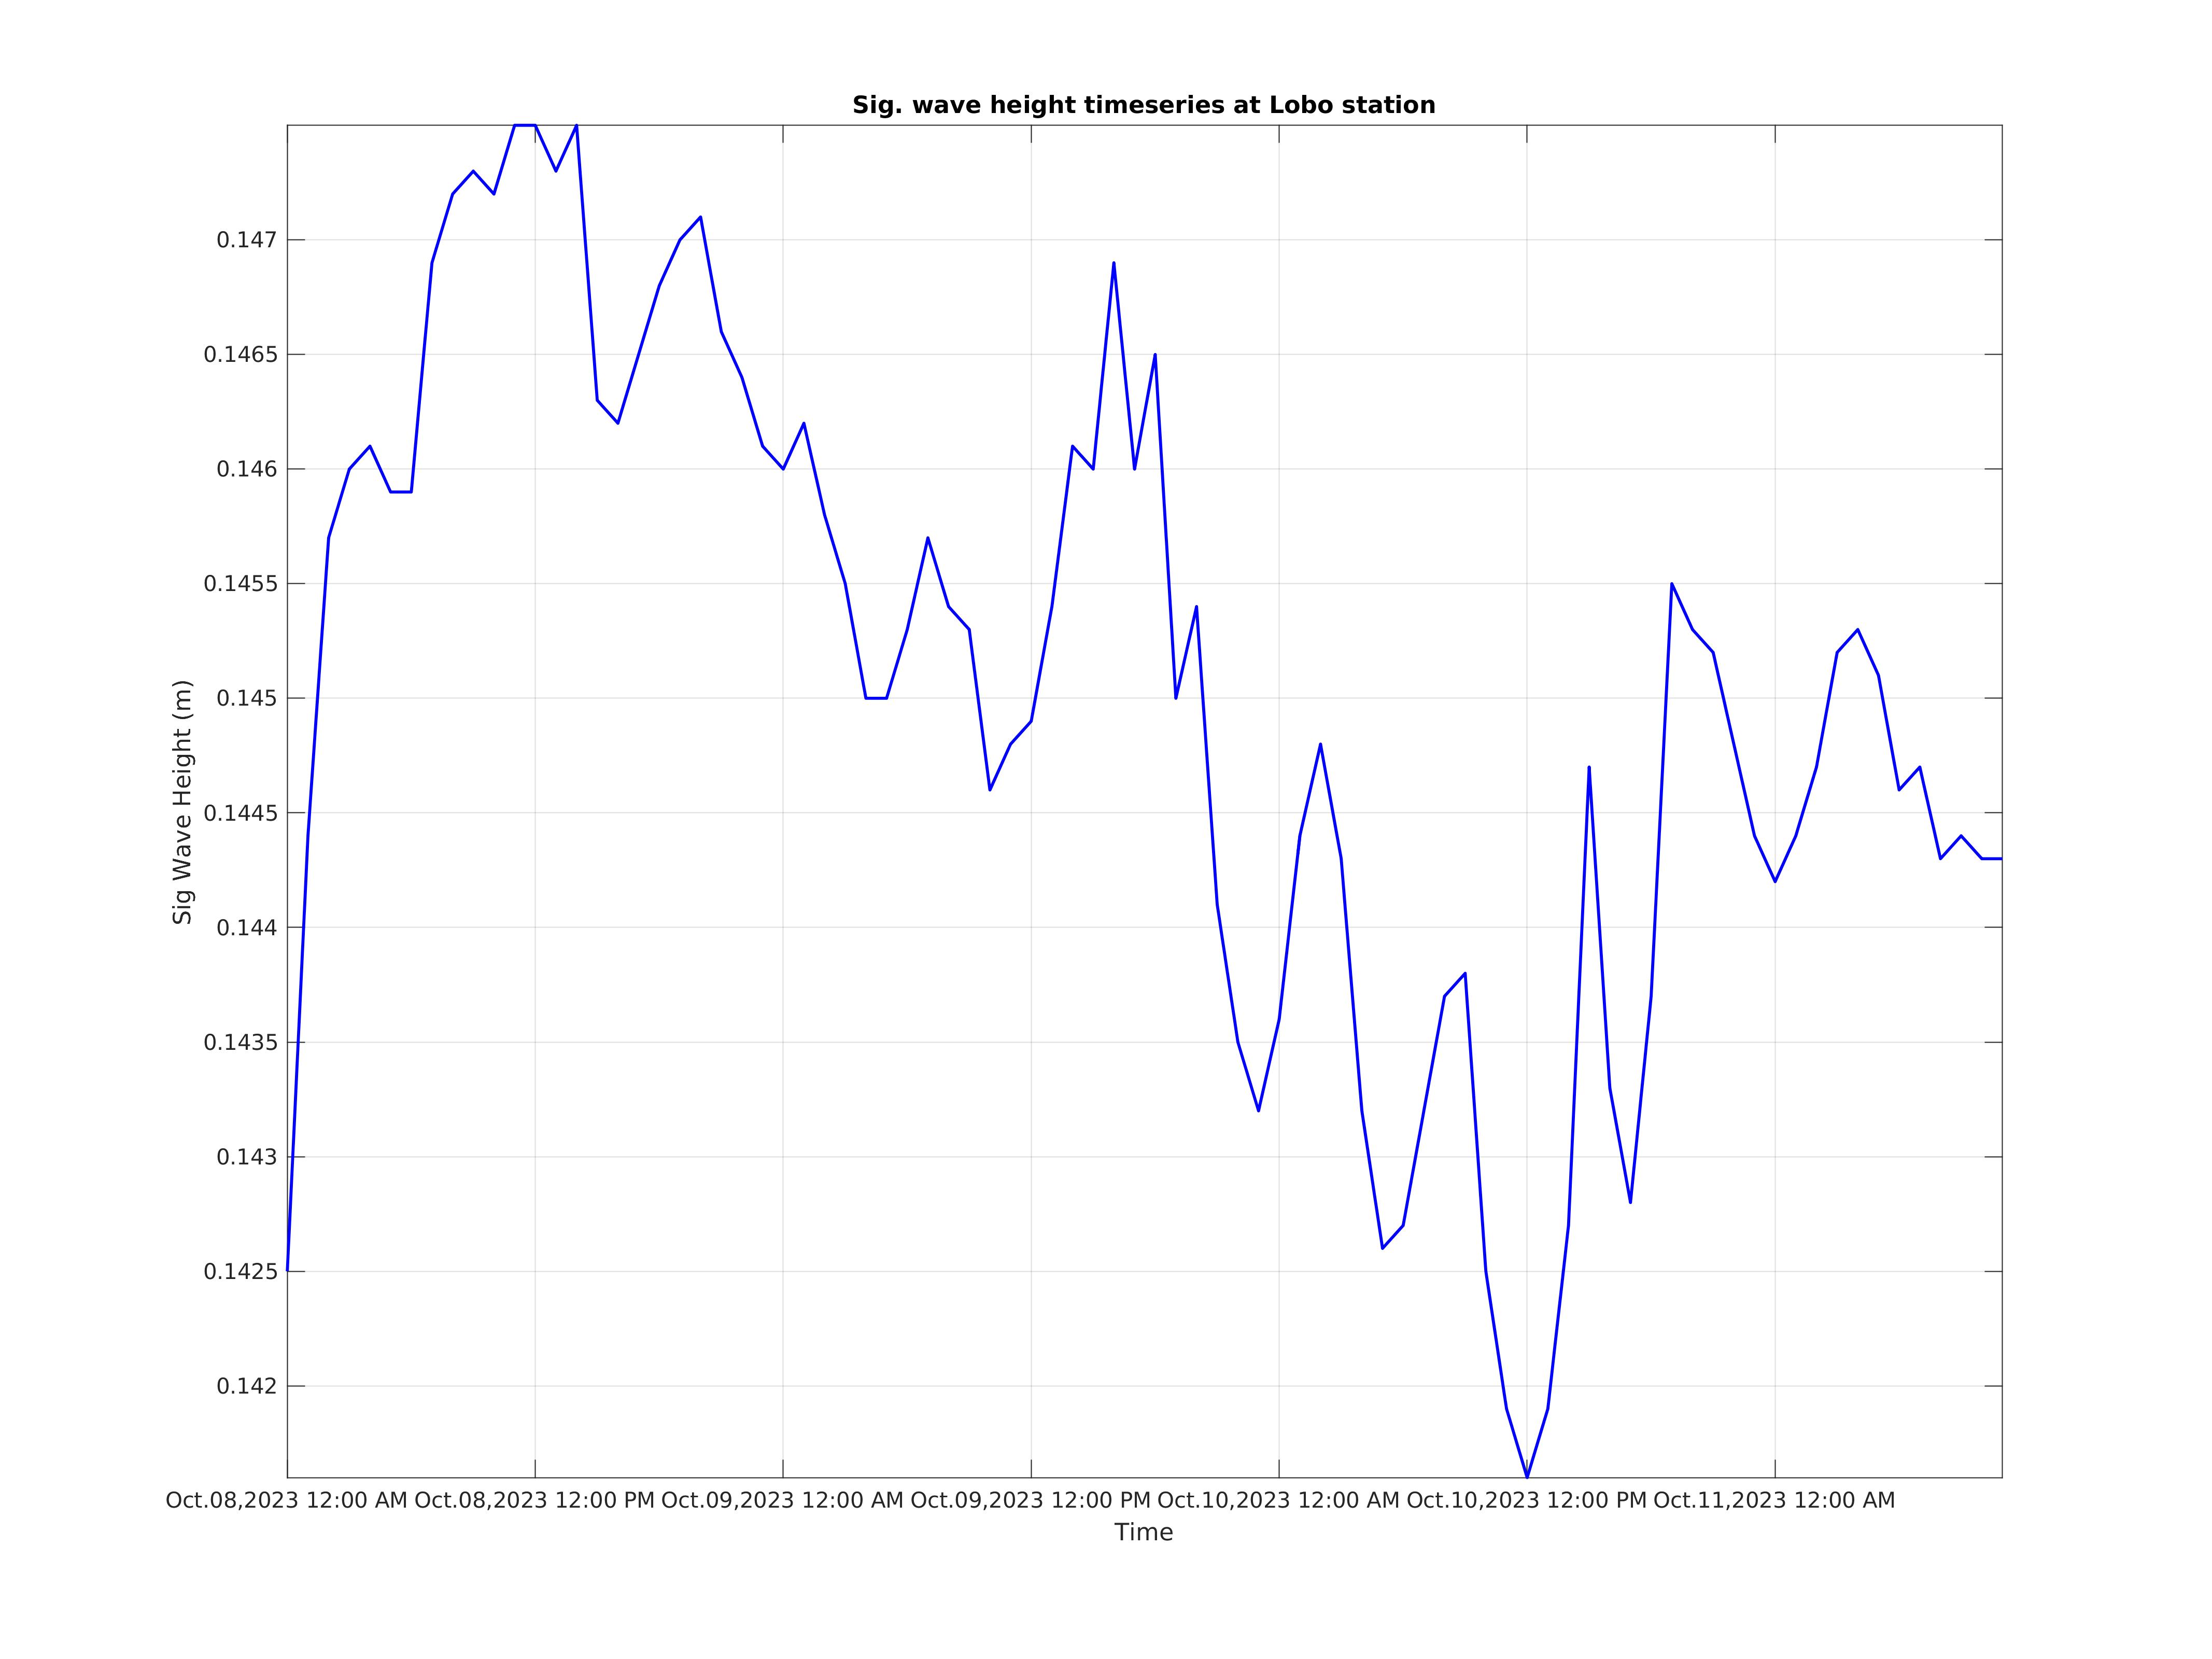 Sig. wave height timeseries at Lobo station
0.147
0.1465
0.146
0.1455
0.145
0.1445
0.144
0.1435
0.143
0.1425
0.142
Sig Wave Height (m)
Oct.08,2023 12:00 AM Oct.08,2023 12:00 PM Oct.09,2023 12:00 AM Oct.09,2023 12:00 PM Oct.10,2023 12:00 AM Oct.10,2023 12:00 PM Oct.11,2023 12:00 AM
Time